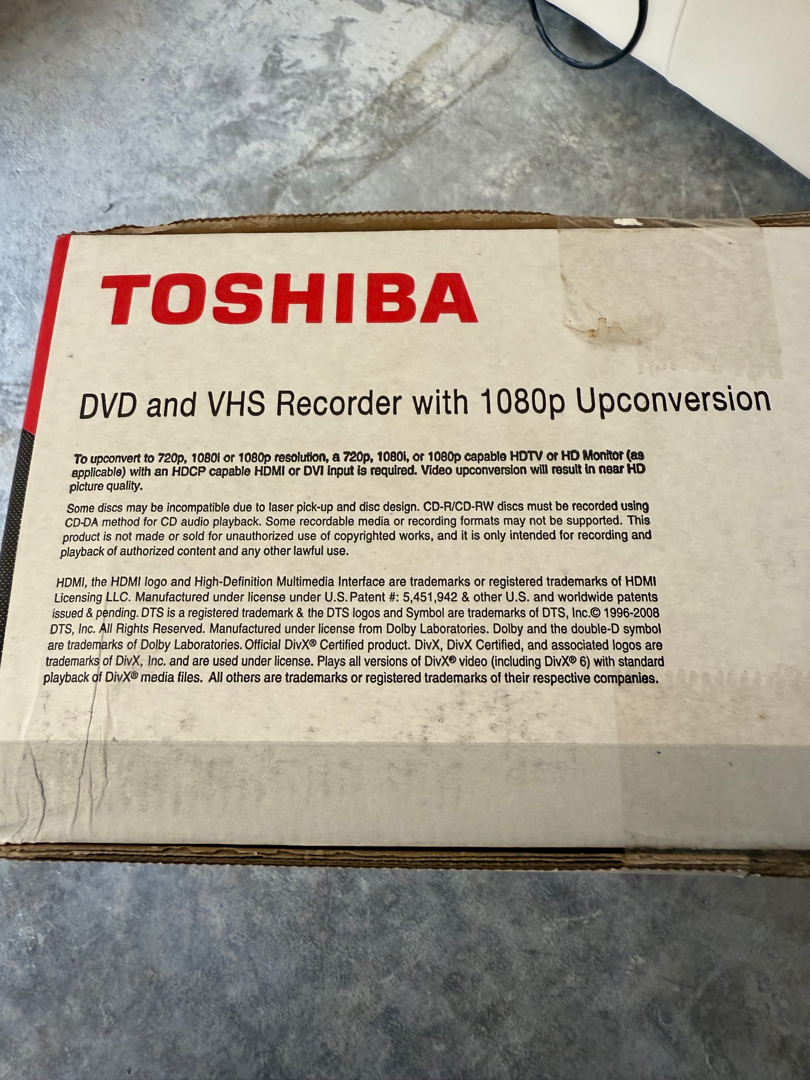 TOSHIBA
DVD and VHS Recorder with 1080p Upconversion
To upconvert to 720p, 1080i or 1080p resolution, a 720p, 1080i, or 1080p capable HDTV or HD Monitor (as
applicable) with an HDCP capable HDMI or DVI input is required. Video upconversion will result in near HD
picture quality.
Some discs may be incompatible due to laser pick-up and disc design. CD-R/CD-RW discs must be recorded using
CD-DA method for CD audio playback. Some recordable media or recording formats may not be supported. This
product is not made or sold for unauthorized use of copyrighted works, and it is only intended for recording and
playback of authorized content and any other lawful use.
HDMI, the HDMI logo and High-Definition Multimedia Interface are trademarks or registered trademarks of HDMI
Licensing LLC. Manufactured under license under U.S. Patent #: 5,451,942 & other U.S. and worldwide patents
issued & pending. DTS is a registered trademark & the DTS logos and Symbol are trademarks of DTS, Inc.© 1996-2008
DTS, Inc. All Rights Reserved. Manufactured under license from Dolby Laboratories. Dolby and the double-D symbol
are trademarks of Dolby Laboratories. Official DivX® Certified product. DivX, DivX Certified, and associated logos are
trademarks of DivX, Inc. and are used under license. Plays all versions of DivX® video (including DivX® 6) with standard
playback of DivX® media files. All others are trademarks or registered trademarks of their respective companies.